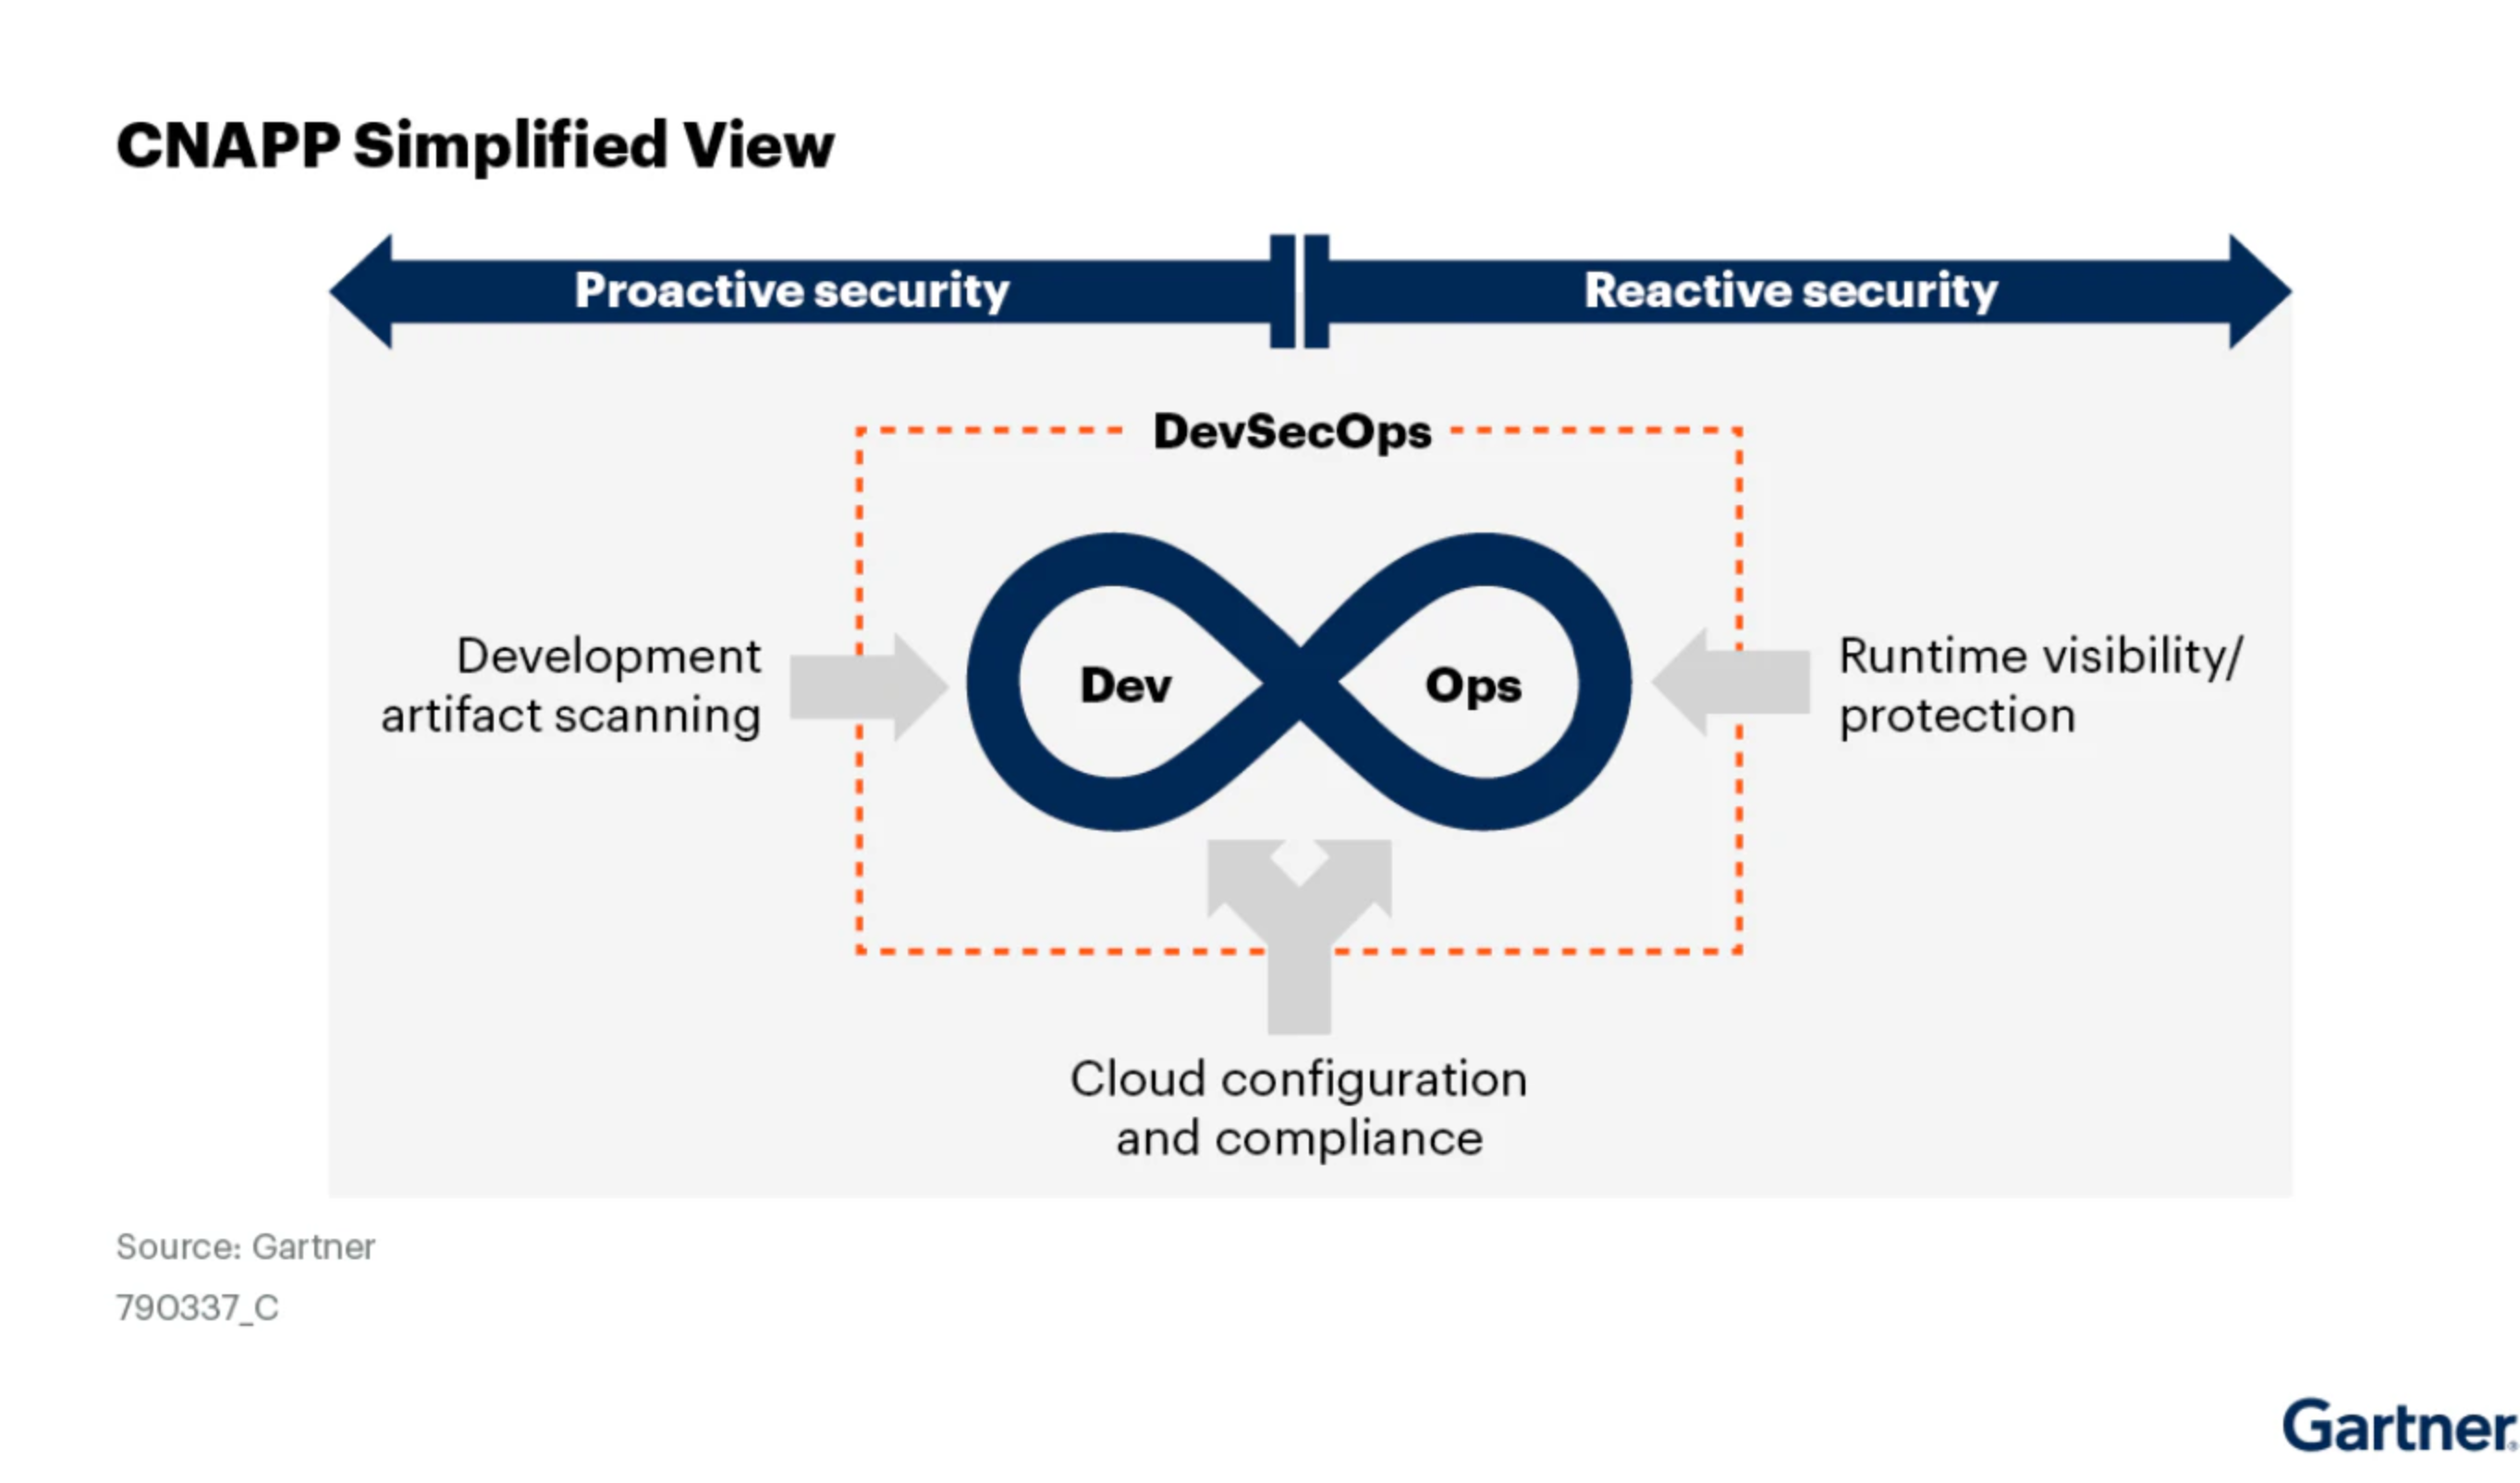 CNAPP Simplified View
Proactive security
Reactive security
DevSecOps
Development
artifact scanning
Dev
Ops
Runtime visibility/
protection
Cloud configuration
and compliance
Source: Gartner
790337_C
Gartner®